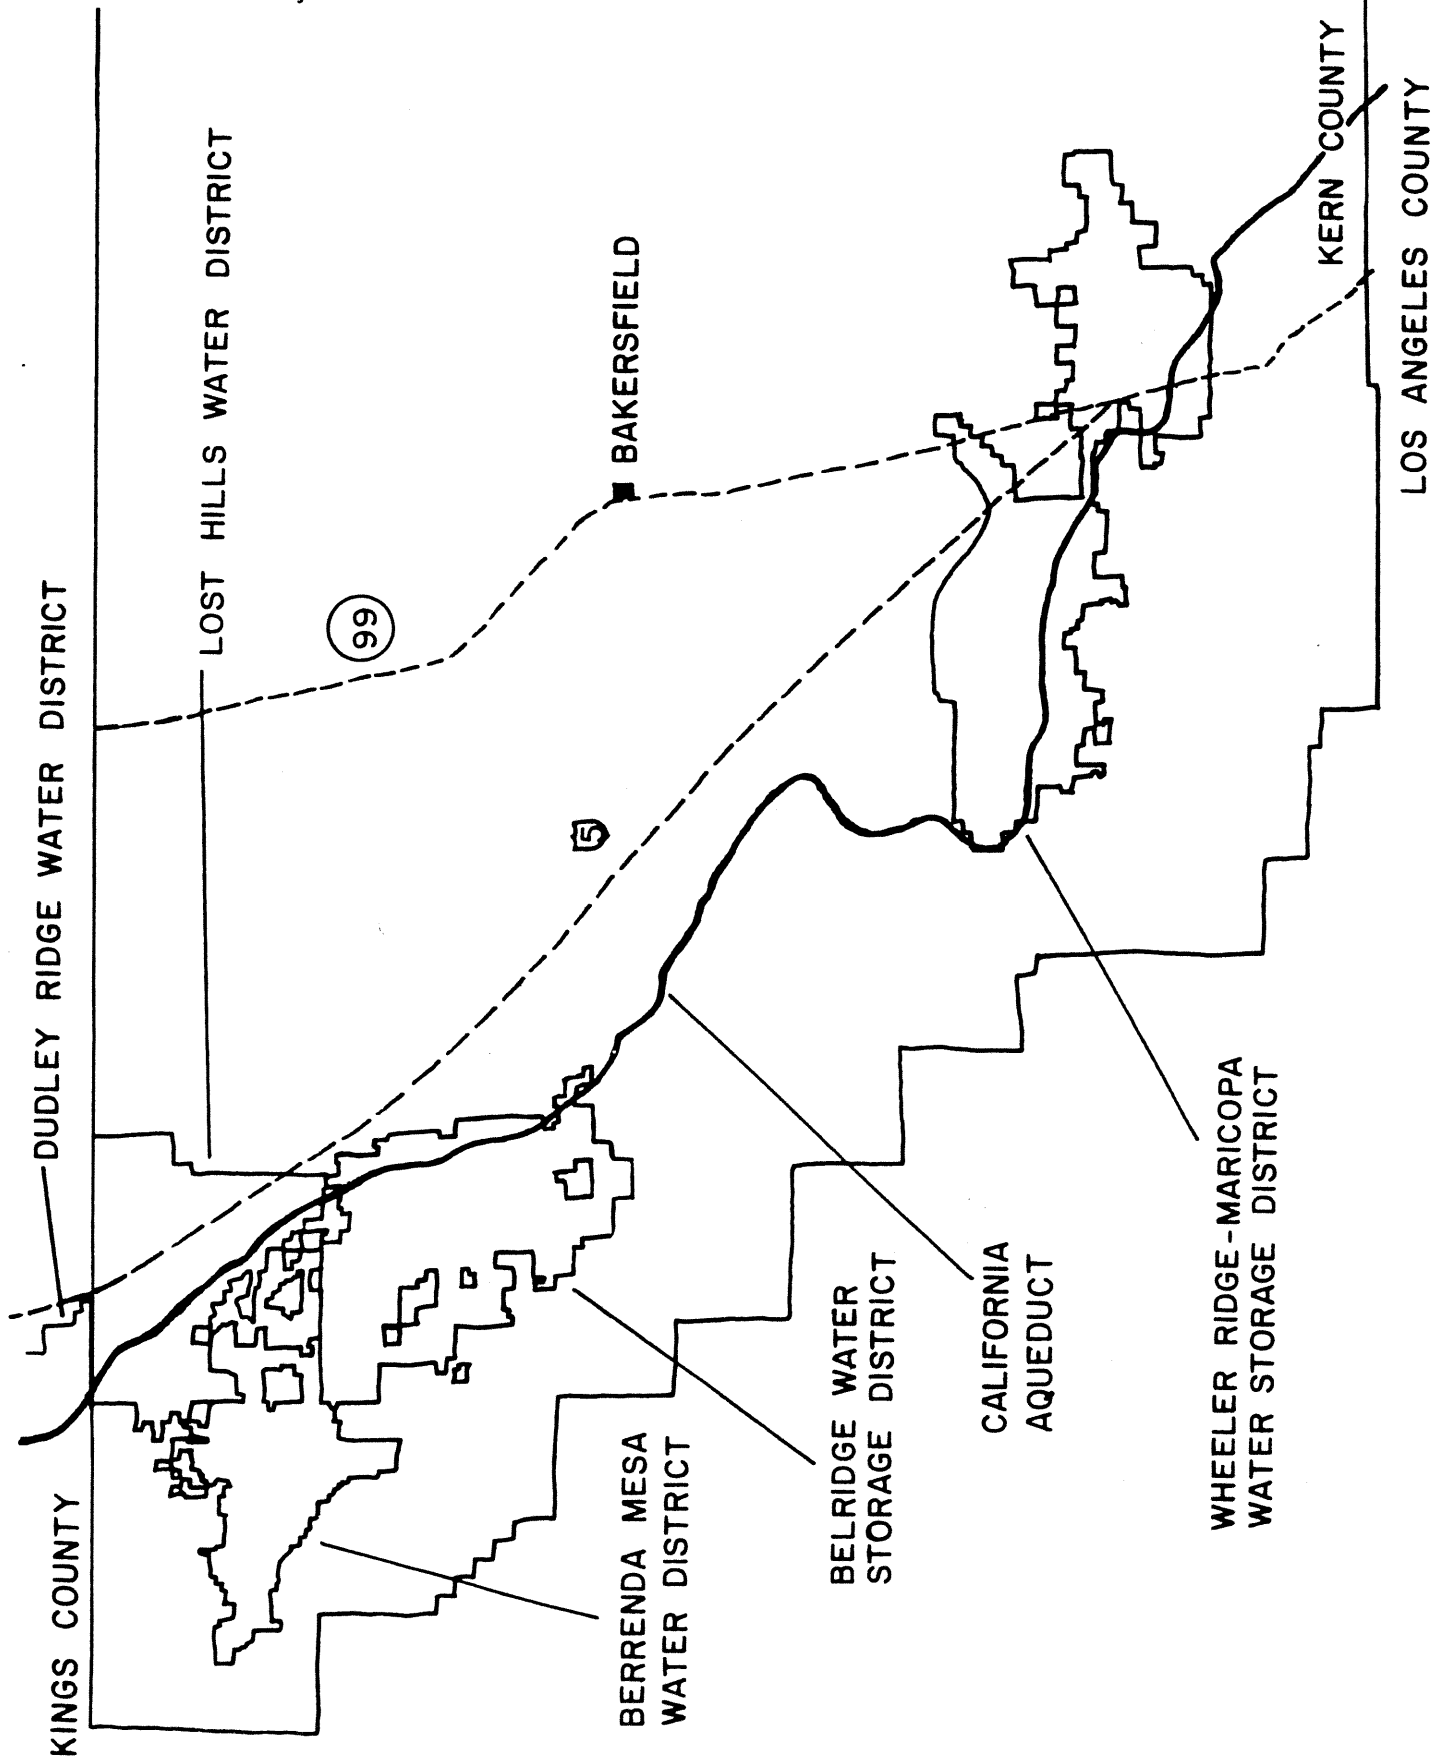 KINGS COUNTY
DUDLEY RIDGE WATER DISTRICT
LOST HILLS WATER DISTRICT
99
5
BAKERSFIELD
BERRENDA MESA
WATER DISTRICT
BELRIDGE WATER
STORAGE DISTRICT
CALIFORNIA
AQUEDUCT
WHEELER RIDGE-MARICOPA
WATER STORAGE DISTRICT
KERN COUNTY
LOS ANGELES COUNTY